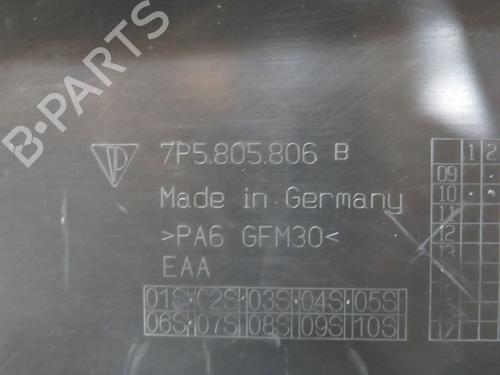 B-PARTS
7P5.805.806 B
Made in Germany
>PA6 GFM30<
EAA
01S 02S 03S 04S 05S
06S 07S 08S 09S 10S
1 2
09
10
11
12